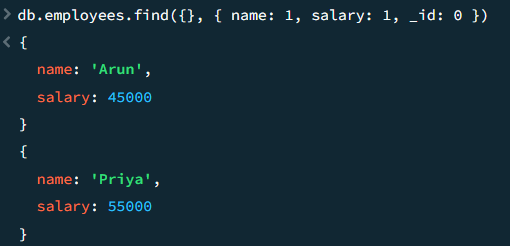 > db.employees.find({}, { name: 1, salary: 1, _id: 0 })
< {
name: 'Arun',
salary: 45000
}
{
name: 'Priya',
salary: 55000
}